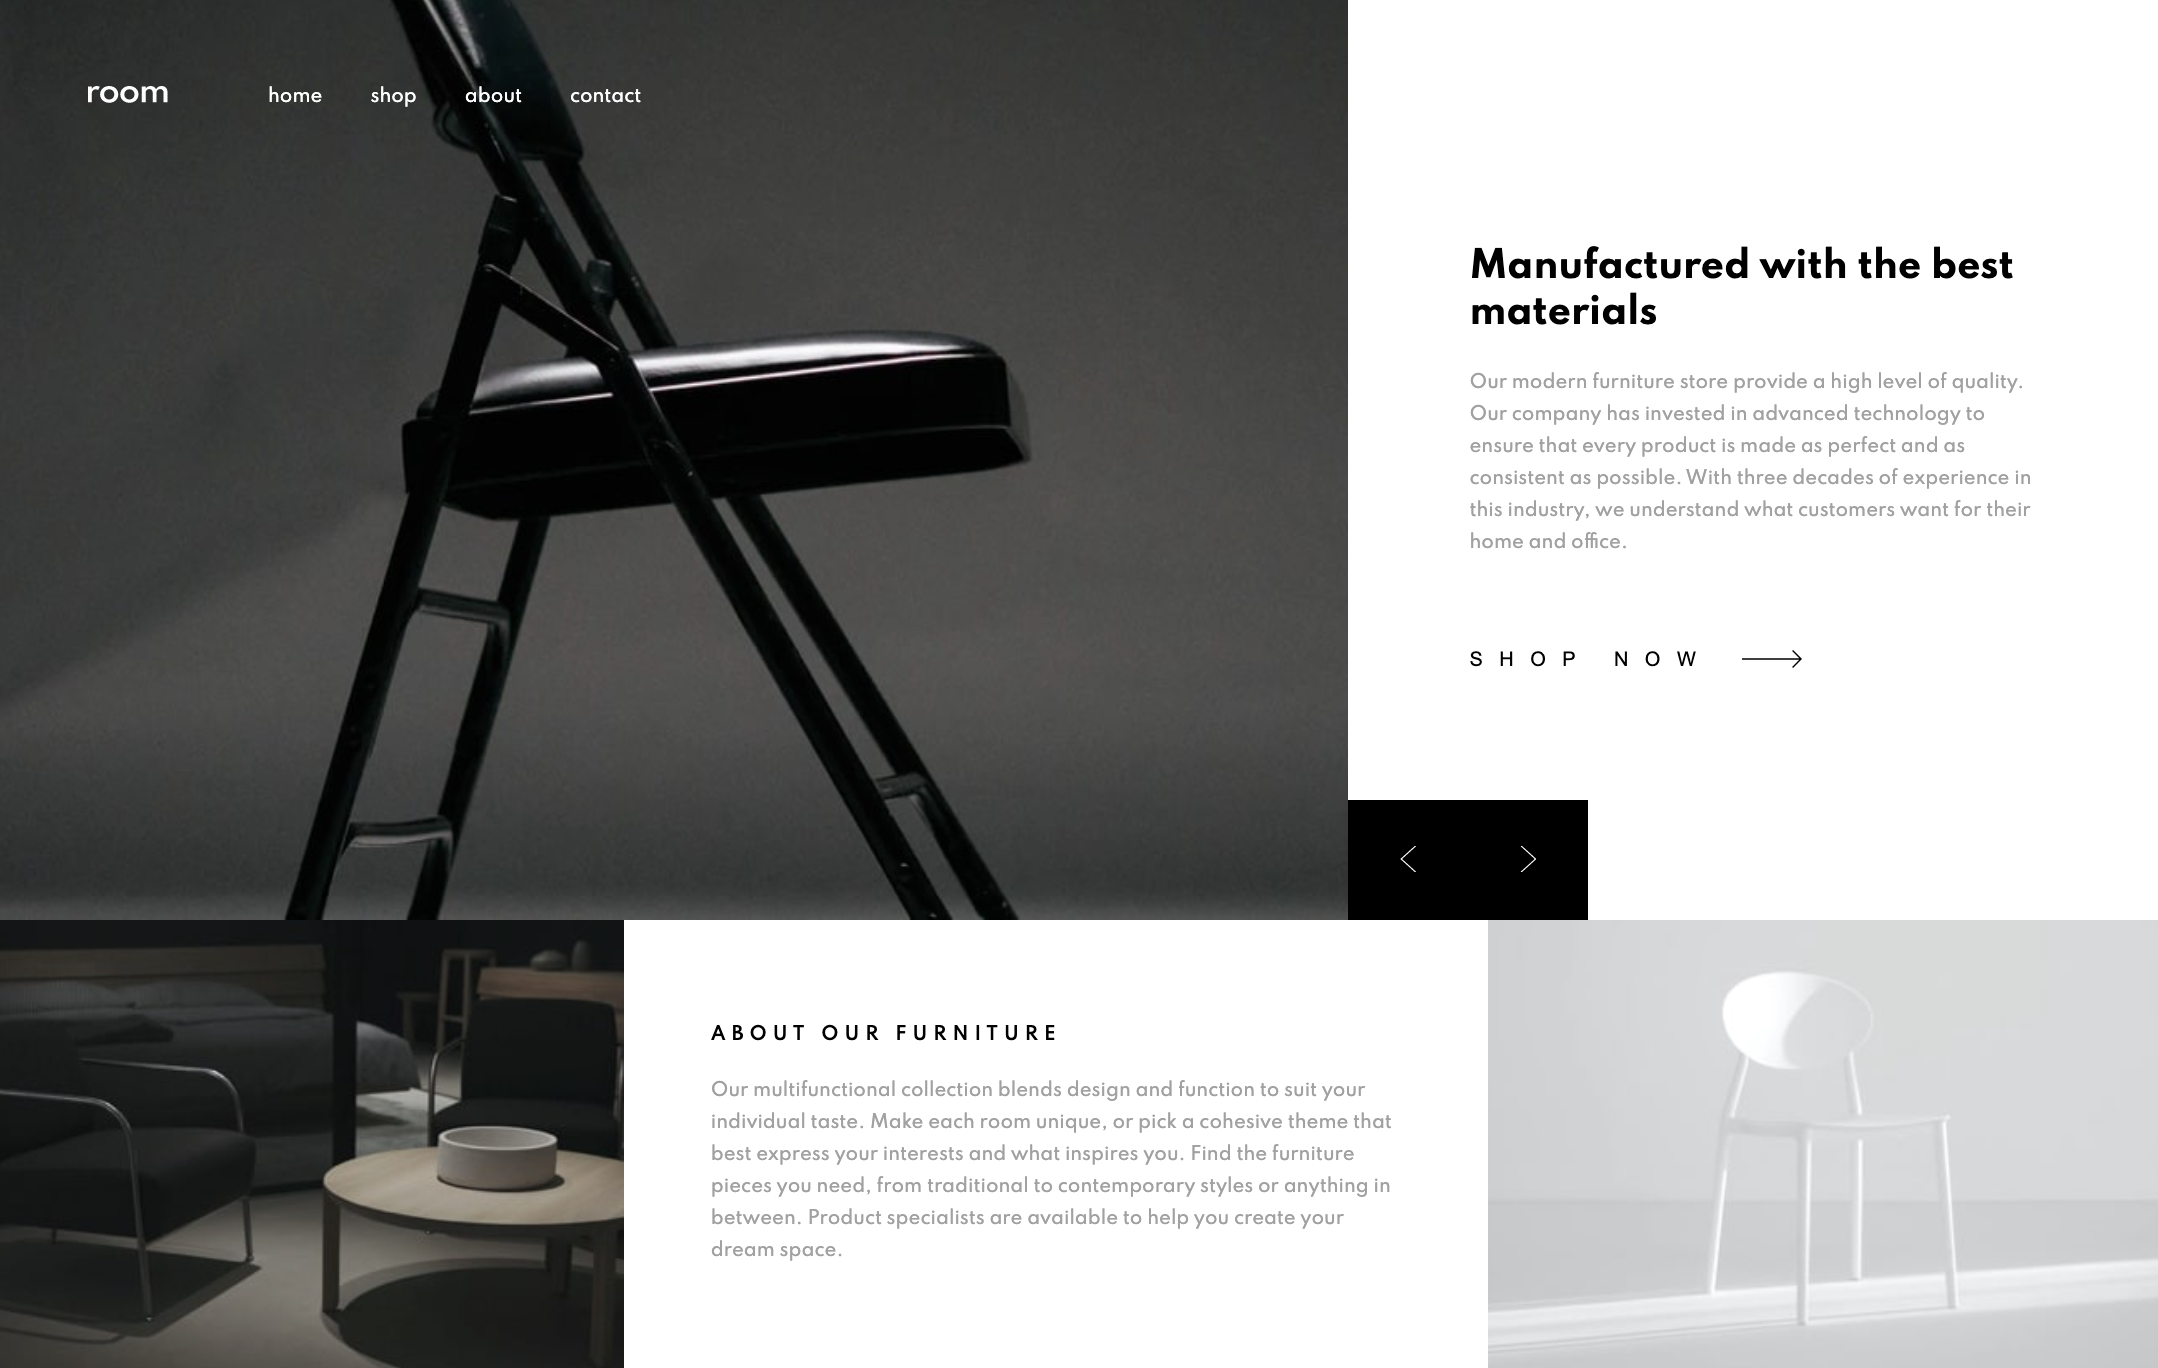 room
home shop about contact
Manufactured with the best
materials
Our modern furniture store provide a high level of quality.
Our company has invested in advanced technology to
ensure that every product is made as perfect and as
consistent as possible. With three decades of experience in
this industry, we understand what customers want for their
home and office.
SHOP NOW
ABOUT OUR FURNITURE
Our multifunctional collection blends design and function to suit your
individual taste. Make each room unique, or pick a cohesive theme that
best express your interests and what inspires you. Find the furniture
pieces you need, from traditional to contemporary styles or anything in
between. Product specialists are available to help you create your
dream space.